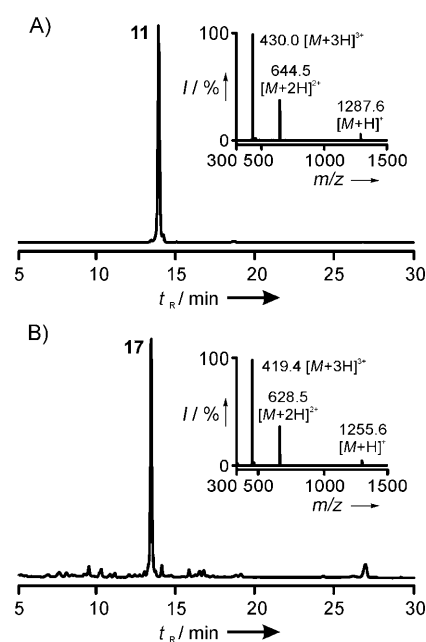 A)
11
100
430.0 [M+3H]3+
644.5
[M+2H]2+
I / %
1287.6
[M+H]+
0
300 500 1000 1500
m/z
5 10 15 20 25 30
tR / min
B)
17
100
419.4 [M+3H]3+
628.5
[M+2H]2+
I / %
1255.6
[M+H]+
0
300 500 1000 1500
m/z
5 10 15 20 25 30
tR / min